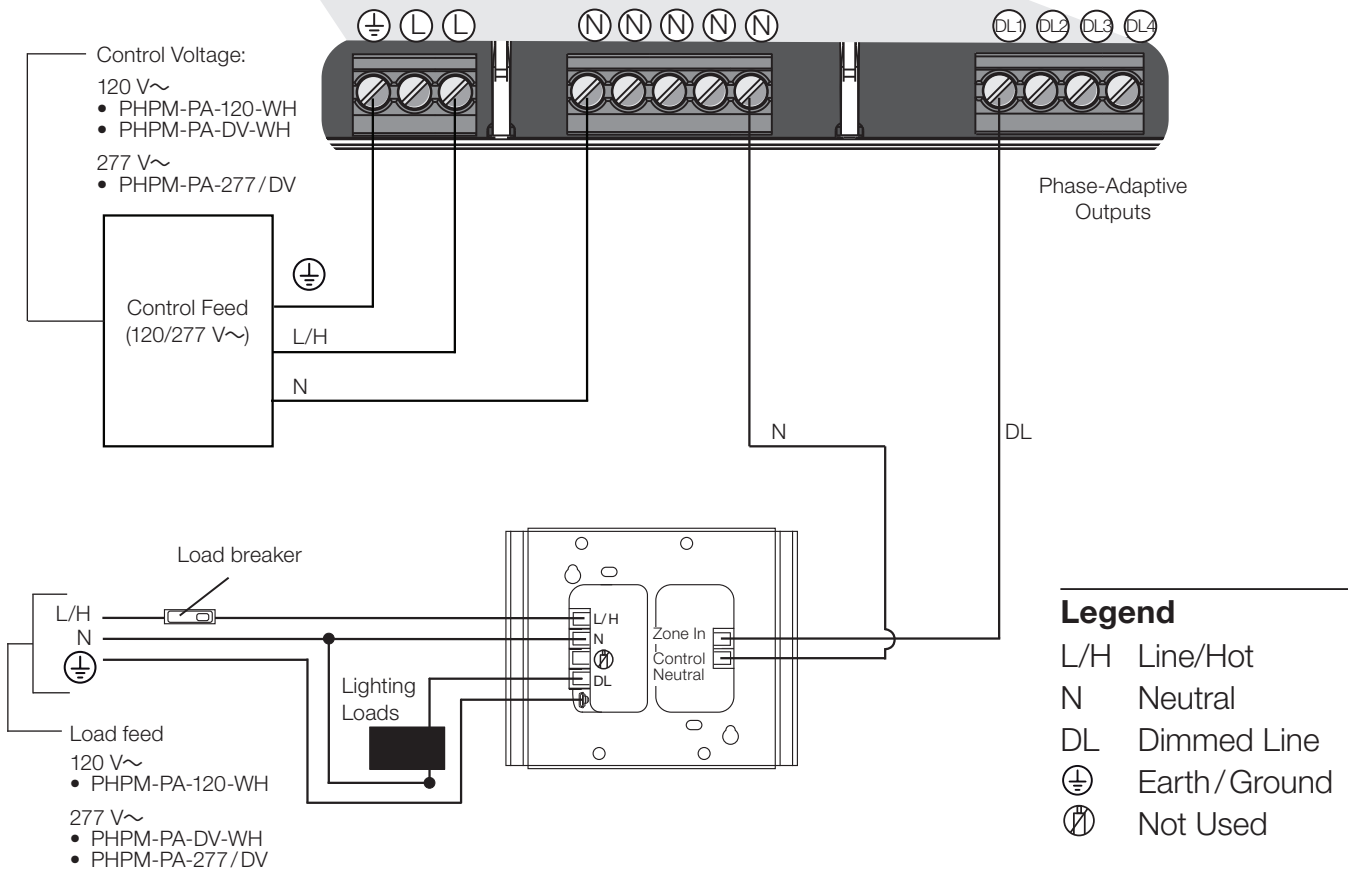 L L N N N N N DL1 DL2 DL3 DL4
Control Voltage:
120 V~
• PHPM-PA-120-WH
• PHPM-PA-DV-WH
277 V~
• PHPM-PA-277/DV
Phase-Adaptive
Outputs
Control Feed
(120/277 V~)
L/H
N
N
DL
Load breaker
L/H
N
L/H
N
DL
Zone In
Control
Neutral
Lighting
Loads
Load feed
120 V~
• PHPM-PA-120-WH
277 V~
• PHPM-PA-DV-WH
• PHPM-PA-277/DV
Legend
L/H Line/Hot
N Neutral
DL Dimmed Line
Earth/Ground
Not Used